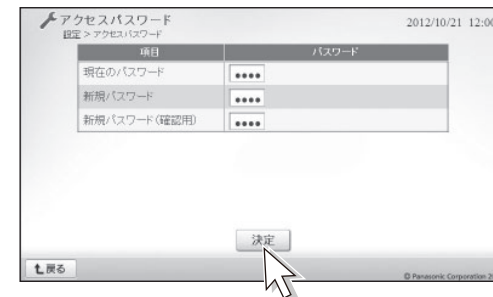 アクセスパスワード 2012/10/21 12:00
設定 > アクセスパスワード
項目 パスワード
現在のパスワード ●●●●
新規パスワード ●●●●
新規パスワード(確認用) ●●●●
決定
戻る © Panasonic Corporation